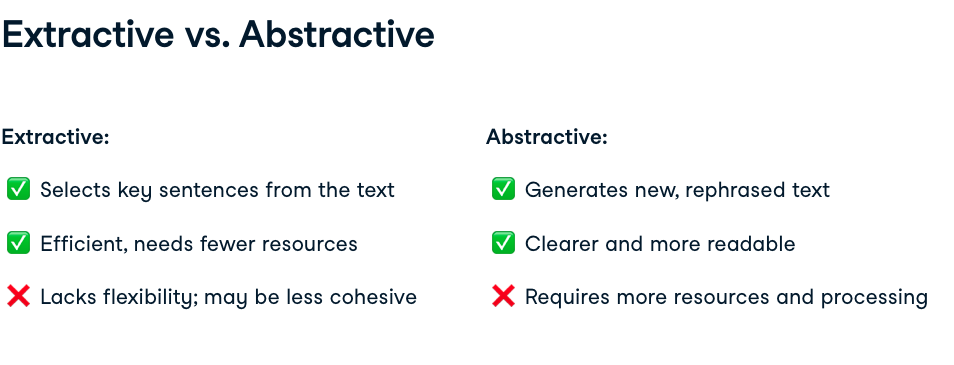 Extractive vs. Abstractive
Extractive:
✅ Selects key sentences from the text
✅ Efficient, needs fewer resources
❌ Lacks flexibility; may be less cohesive
Abstractive:
✅ Generates new, rephrased text
✅ Clearer and more readable
❌ Requires more resources and processing